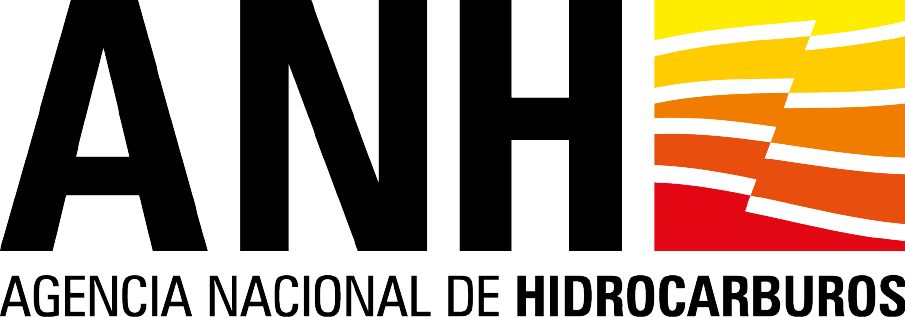 ANH
AGENCIA NACIONAL DE HIDROCARBUROS